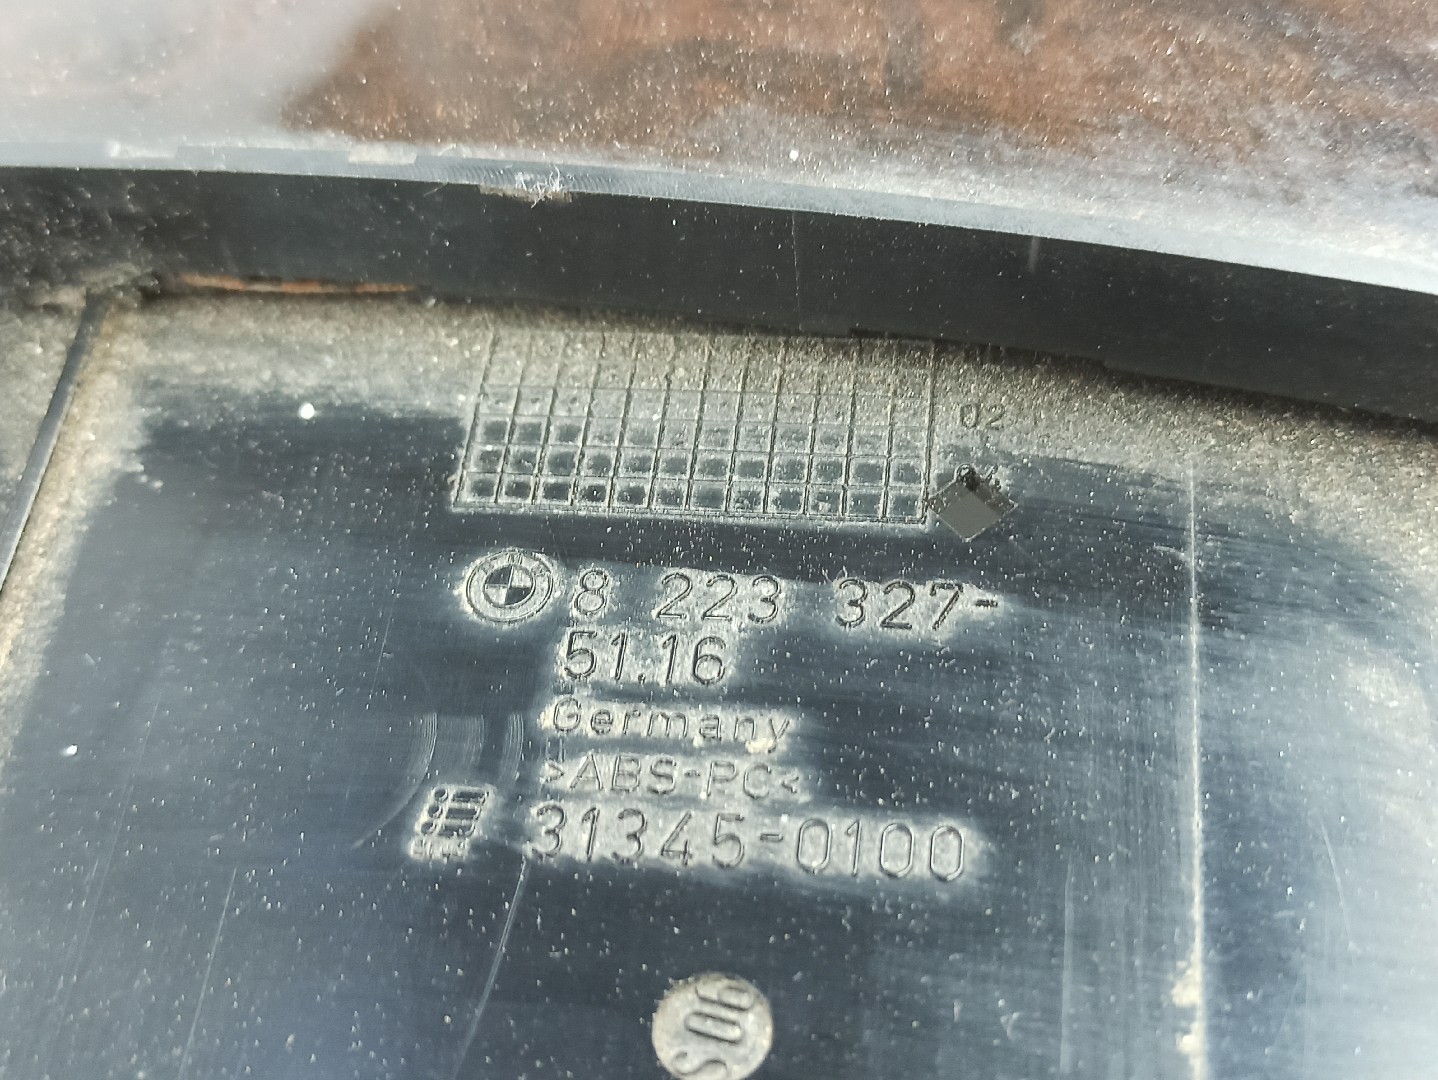 02
8 223 327-
51.16
Germany
>ABS-PC<
31345-0100
S06